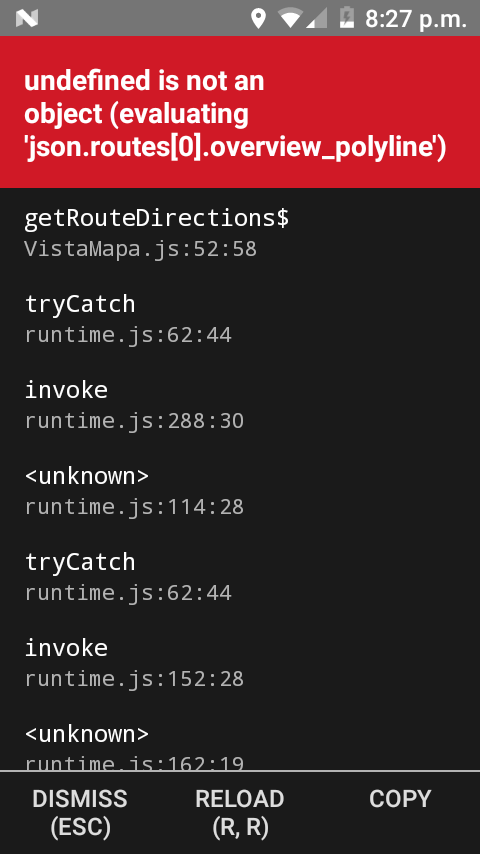 8:27 p.m.
undefined is not an
object (evaluating
'json.routes[0].overview_polyline')
getRouteDirections$
VistaMapa.js:52:58
tryCatch
runtime.js:62:44
invoke
runtime.js:288:30
<unknown>
runtime.js:114:28
tryCatch
runtime.js:62:44
invoke
runtime.js:152:28
<unknown>
runtime.js:162:19
DISMISS
(ESC)
RELOAD
(R, R)
COPY